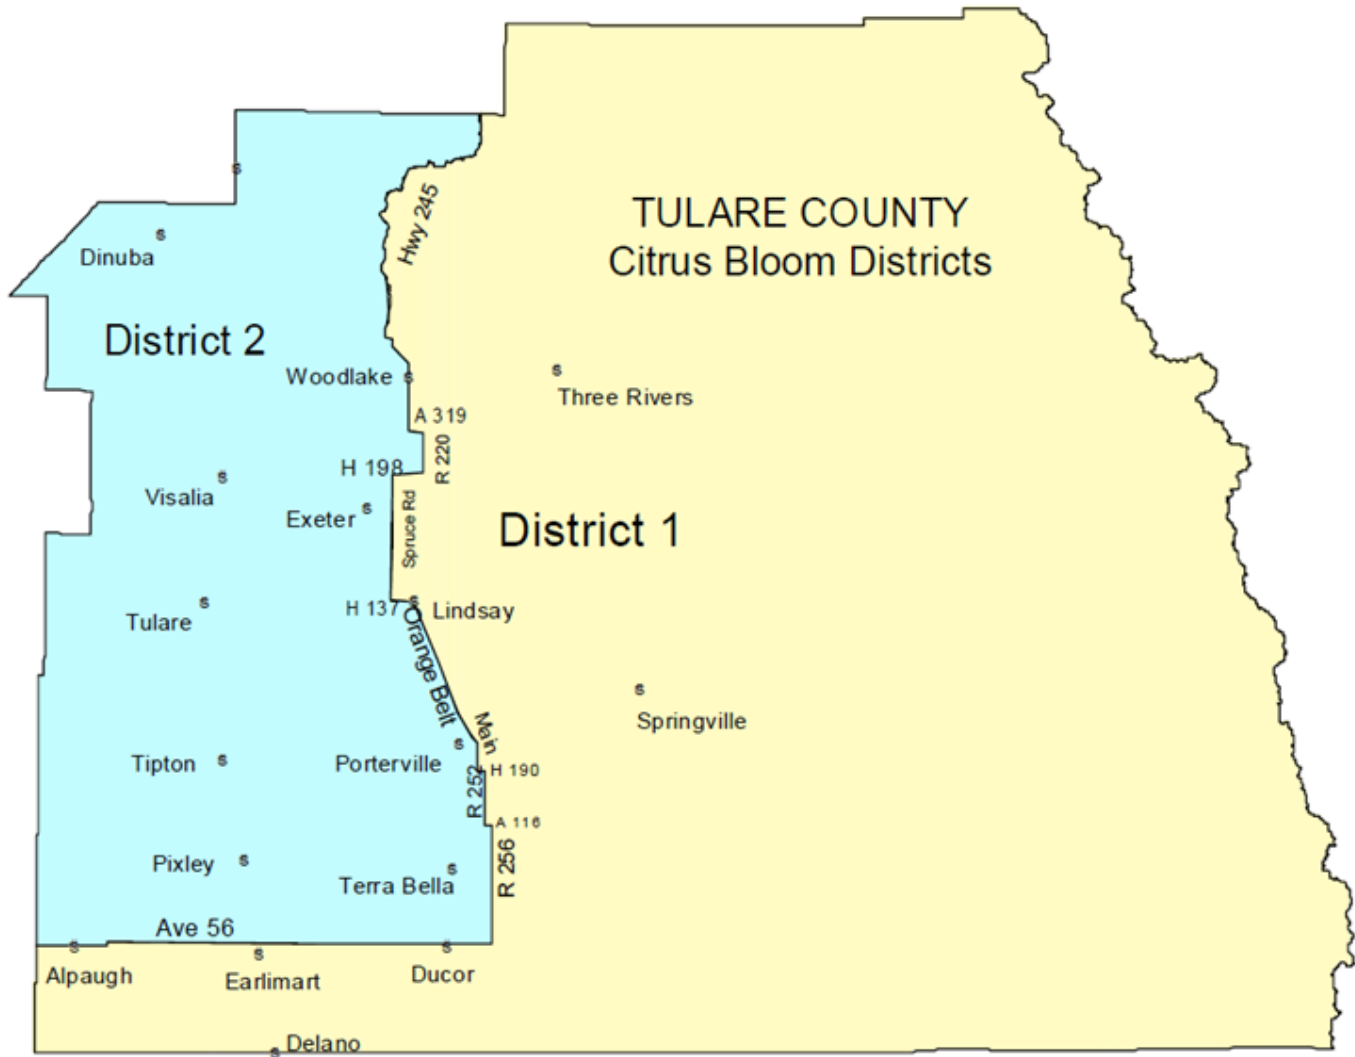 TULARE COUNTY
Citrus Bloom Districts
Hwy 245
Dinuba
District 2
Woodlake
Three Rivers
A 319
R 220
H 198
Visalia
Exeter
Spruce Rd
District 1
H 137
Lindsay
Tulare
Orange Belt
Main
Springville
Tipton
Porterville
H 190
R 252
A 116
Pixley
Terra Bella
R 256
Ave 56
Alpaugh
Earlimart
Ducor
Delano